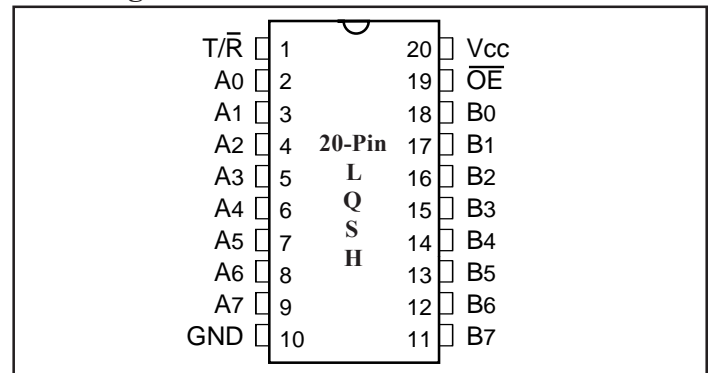 T/R̅ 1 20 Vcc
A0 2 19 O̅E̅
A1 3 18 B0
A2 4 20-Pin 17 B1
A3 5 L 16 B2
A4 6 Q 15 B3
A5 7 S 14 B4
A6 8 H 13 B5
A7 9 12 B6
GND 10 11 B7